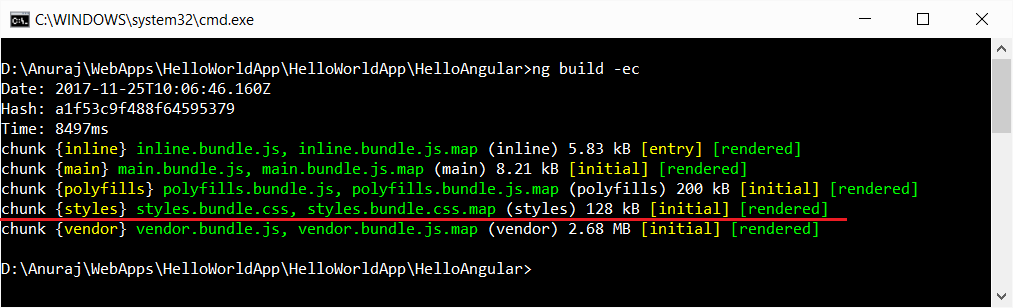 C:\WINDOWS\system32\cmd.exe
D:\Anuraj\WebApps\HelloWorldApp\HelloWorldApp\HelloAngular>ng build -ec
Date: 2017-11-25T10:06:46.160Z
Hash: a1f53c9f488f64595379
Time: 8497ms
chunk {inline} inline.bundle.js, inline.bundle.js.map (inline) 5.83 kB [entry] [rendered]
chunk {main} main.bundle.js, main.bundle.js.map (main) 8.21 kB [initial] [rendered]
chunk {polyfills} polyfills.bundle.js, polyfills.bundle.js.map (polyfills) 200 kB [initial] [rendered]
chunk {styles} styles.bundle.css, styles.bundle.css.map (styles) 128 kB [initial] [rendered]
chunk {vendor} vendor.bundle.js, vendor.bundle.js.map (vendor) 2.68 MB [initial] [rendered]
D:\Anuraj\WebApps\HelloWorldApp\HelloWorldApp\HelloAngular>